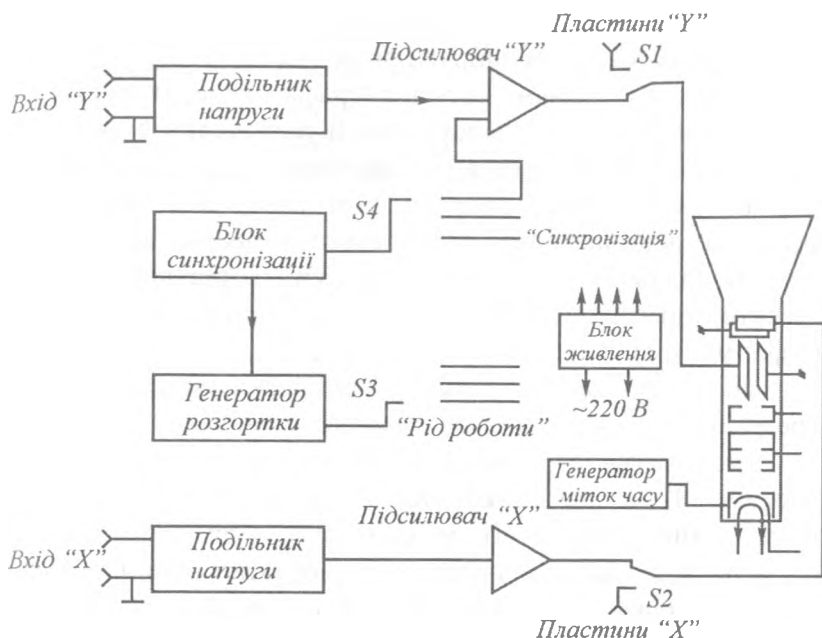 Пластини “Y”
S1
Підсилювач “Y”
Вхід “Y”
Подільник
напруги
S4
Блок
синхронізації
“Синхронізація”
Блок
живлення
~220 В
Генератор
розгортки
S3
“Рід роботи”
Генератор
міток часу
Підсилювач “X”
Вхід “X”
Подільник
напруги
S2
Пластини “X”